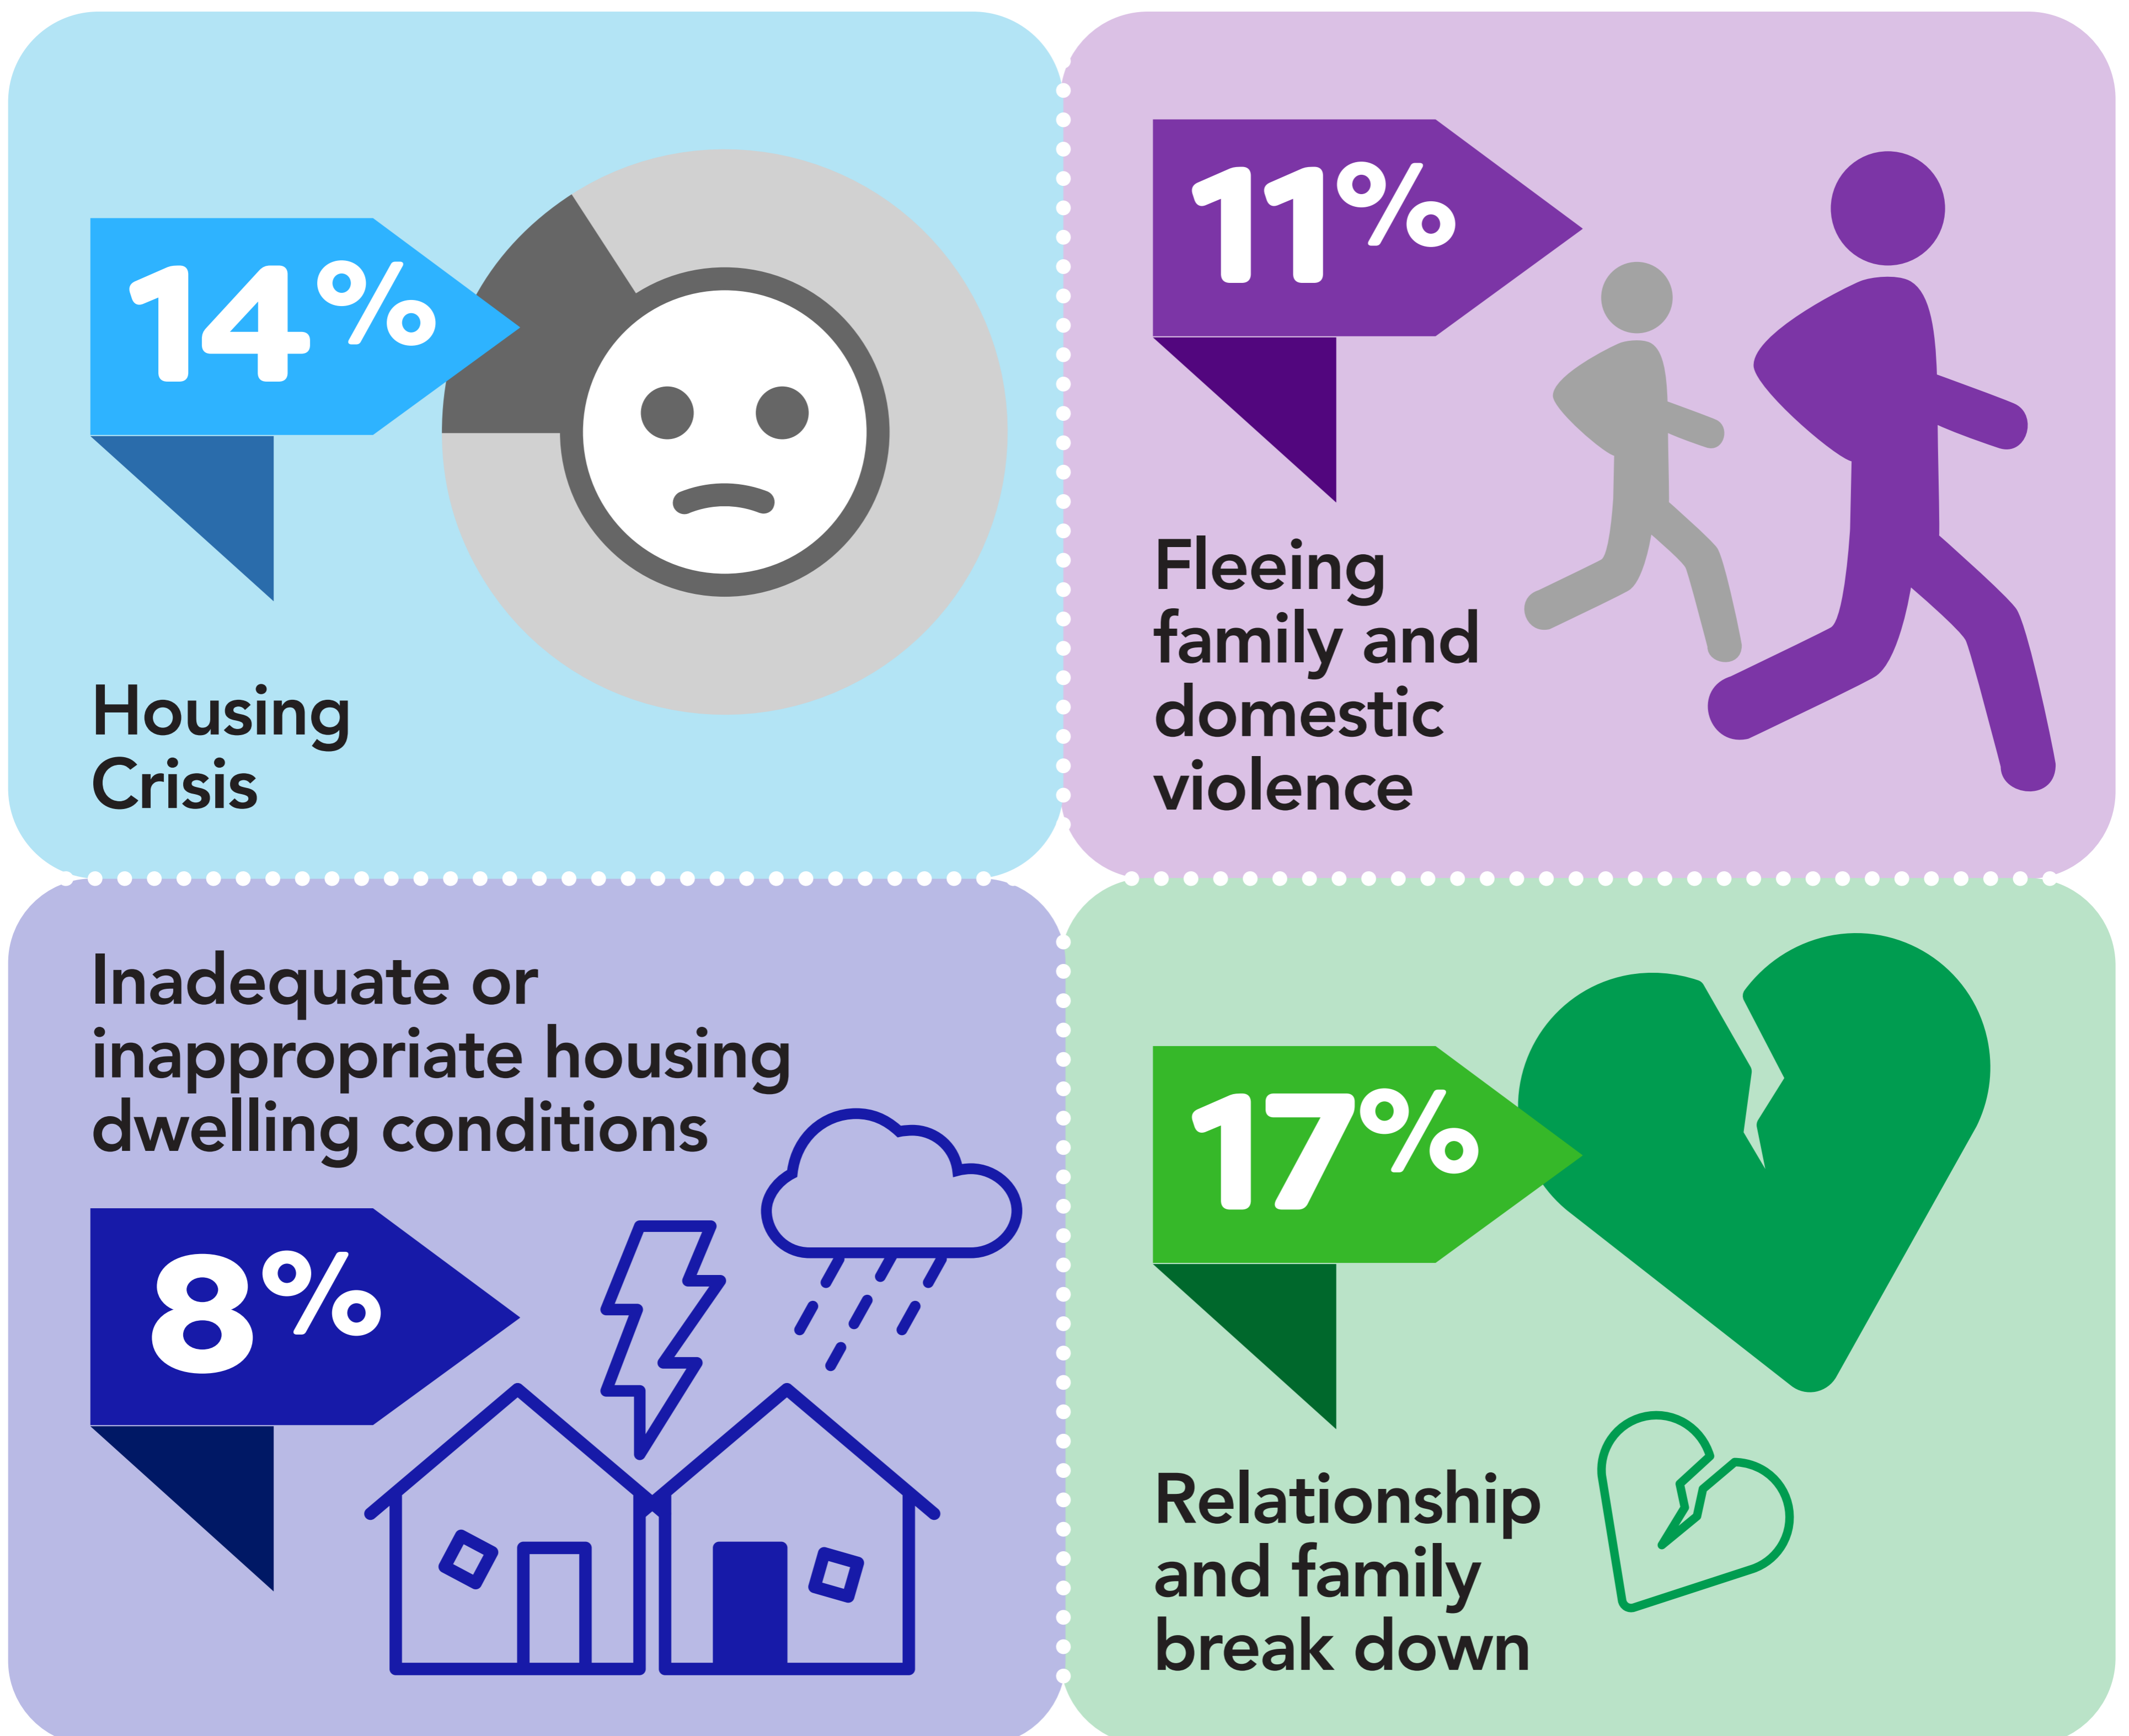 14%
Housing
Crisis
11%
Fleeing
family and
domestic
violence
Inadequate or
inappropriate housing
dwelling conditions
8%
17%
Relationship
and family
break down